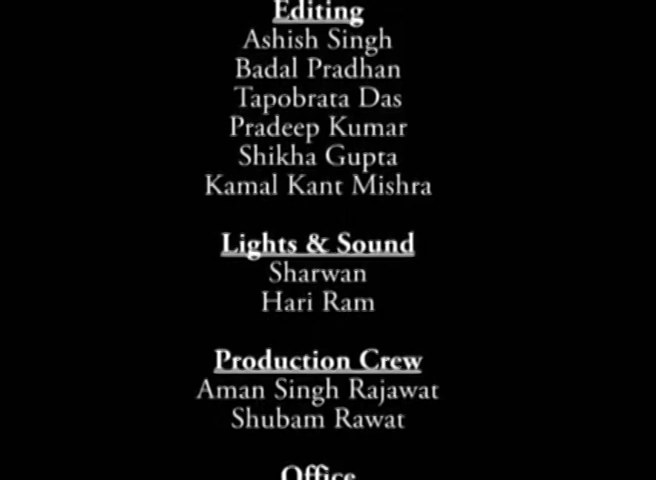 Editing
Ashish Singh
Badal Pradhan
Tapobrata Das
Pradeep Kumar
Shikha Gupta
Kamal Kant Mishra
Lights & Sound
Sharwan
Hari Ram
Production Crew
Aman Singh Rajawat
Shubam Rawat
Office